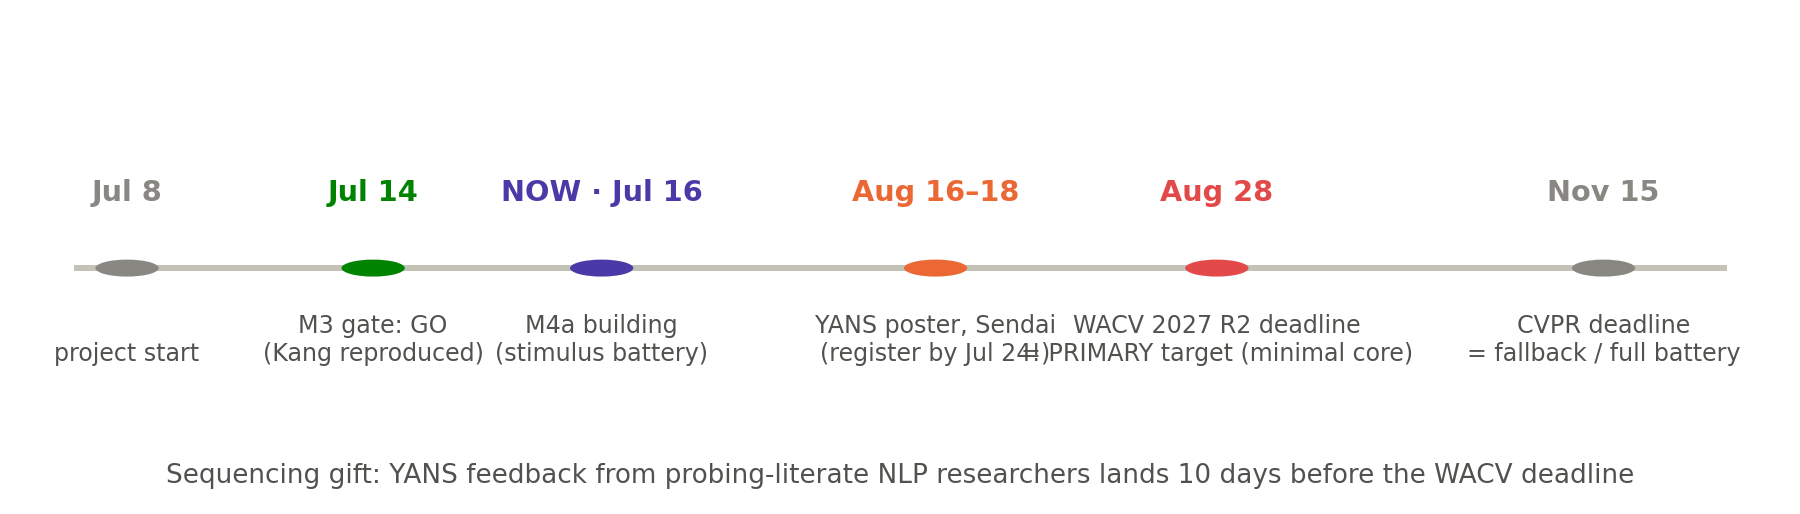 Jul 8
Jul 14
NOW · Jul 16
Aug 16–18
Aug 28
Nov 15
project start
M3 gate: GO
(Kang reproduced)
M4a building
(stimulus battery)
YANS poster, Sendai
(register by Jul 24!)
WACV 2027 R2 deadline
= PRIMARY target (minimal core)
CVPR deadline
= fallback / full battery
Sequencing gift: YANS feedback from probing-literate NLP researchers lands 10 days before the WACV deadline